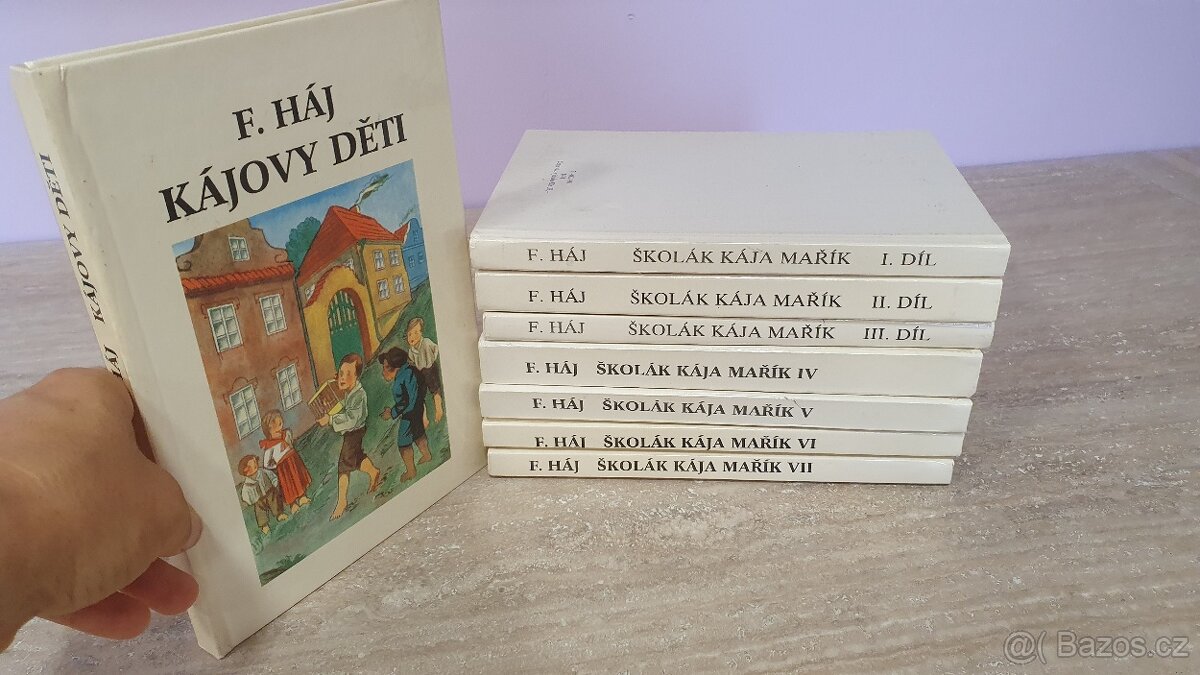 F. HÁJ
KÁJOVY DĚTI
KÁJOVY DĚTI
F. HÁJ ŠKOLÁK KÁJA MAŘÍK I. DÍL
F. HÁJ ŠKOLÁK KÁJA MAŘÍK II. DÍL
F. HÁJ ŠKOLÁK KÁJA MAŘÍK III. DÍL
F. HÁJ ŠKOLÁK KÁJA MAŘÍK IV
F. HÁJ ŠKOLÁK KÁJA MAŘÍK V
F. HÁJ ŠKOLÁK KÁJA MAŘÍK VI
F. HÁJ ŠKOLÁK KÁJA MAŘÍK VII
@( Bazos.cz